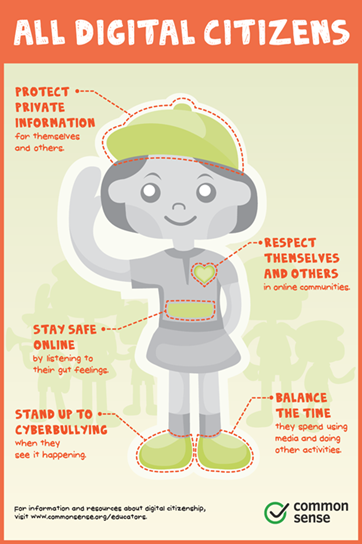 ALL DIGITAL CITIZENS
PROTECT
PRIVATE
INFORMATION
for themselves
and others.
RESPECT
THEMSELVES
AND OTHERS
in online communities.
STAY SAFE
ONLINE
by listening to
their gut feelings.
STAND UP TO
CYBERBULLYING
when they
see it happening.
BALANCE
THE TIME
they spend using
media and doing
other activities.
For information and resources about digital citizenship,
visit www.commonsense.org/educators.
common
sense